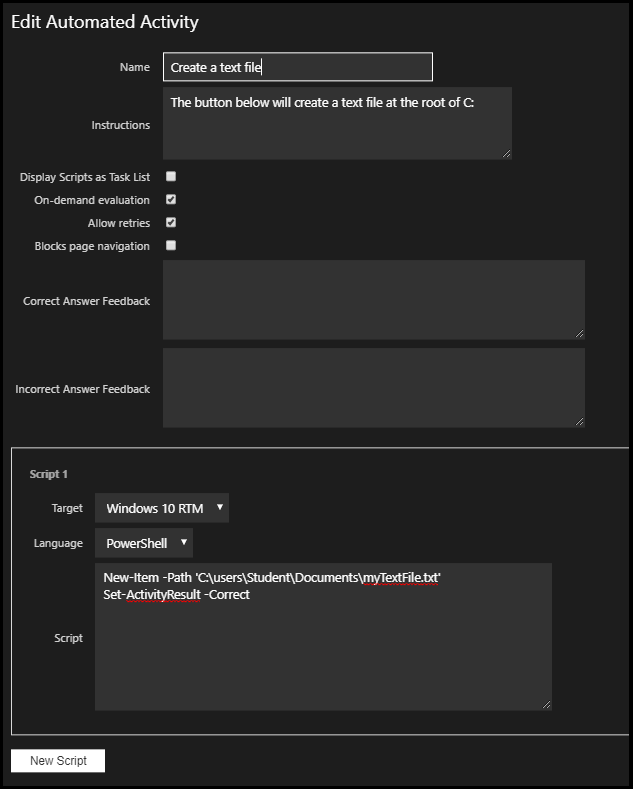 Edit Automated Activity
Name
Create a text file
Instructions
The button below will create a text file at the root of C:
Display Scripts as Task List
On-demand evaluation
Allow retries
Blocks page navigation
Correct Answer Feedback
Incorrect Answer Feedback
Script 1
Target
Windows 10 RTM
Language
PowerShell
Script
New-Item -Path 'C:\users\Student\Documents\myTextFile.txt'
Set-ActivityResult -Correct
New Script